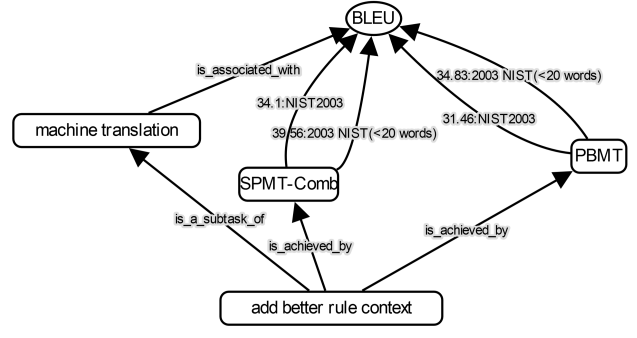 BLEU
is_associated_with
34.83:2003 NIST(<20 words)
34.1:NIST2003
31.46:NIST2003
machine translation
39.56:2003 NIST(<20 words)
PBMT
SPMT-Comb
is_a_subtask_of
is_achieved_by
is_achieved_by
add better rule context